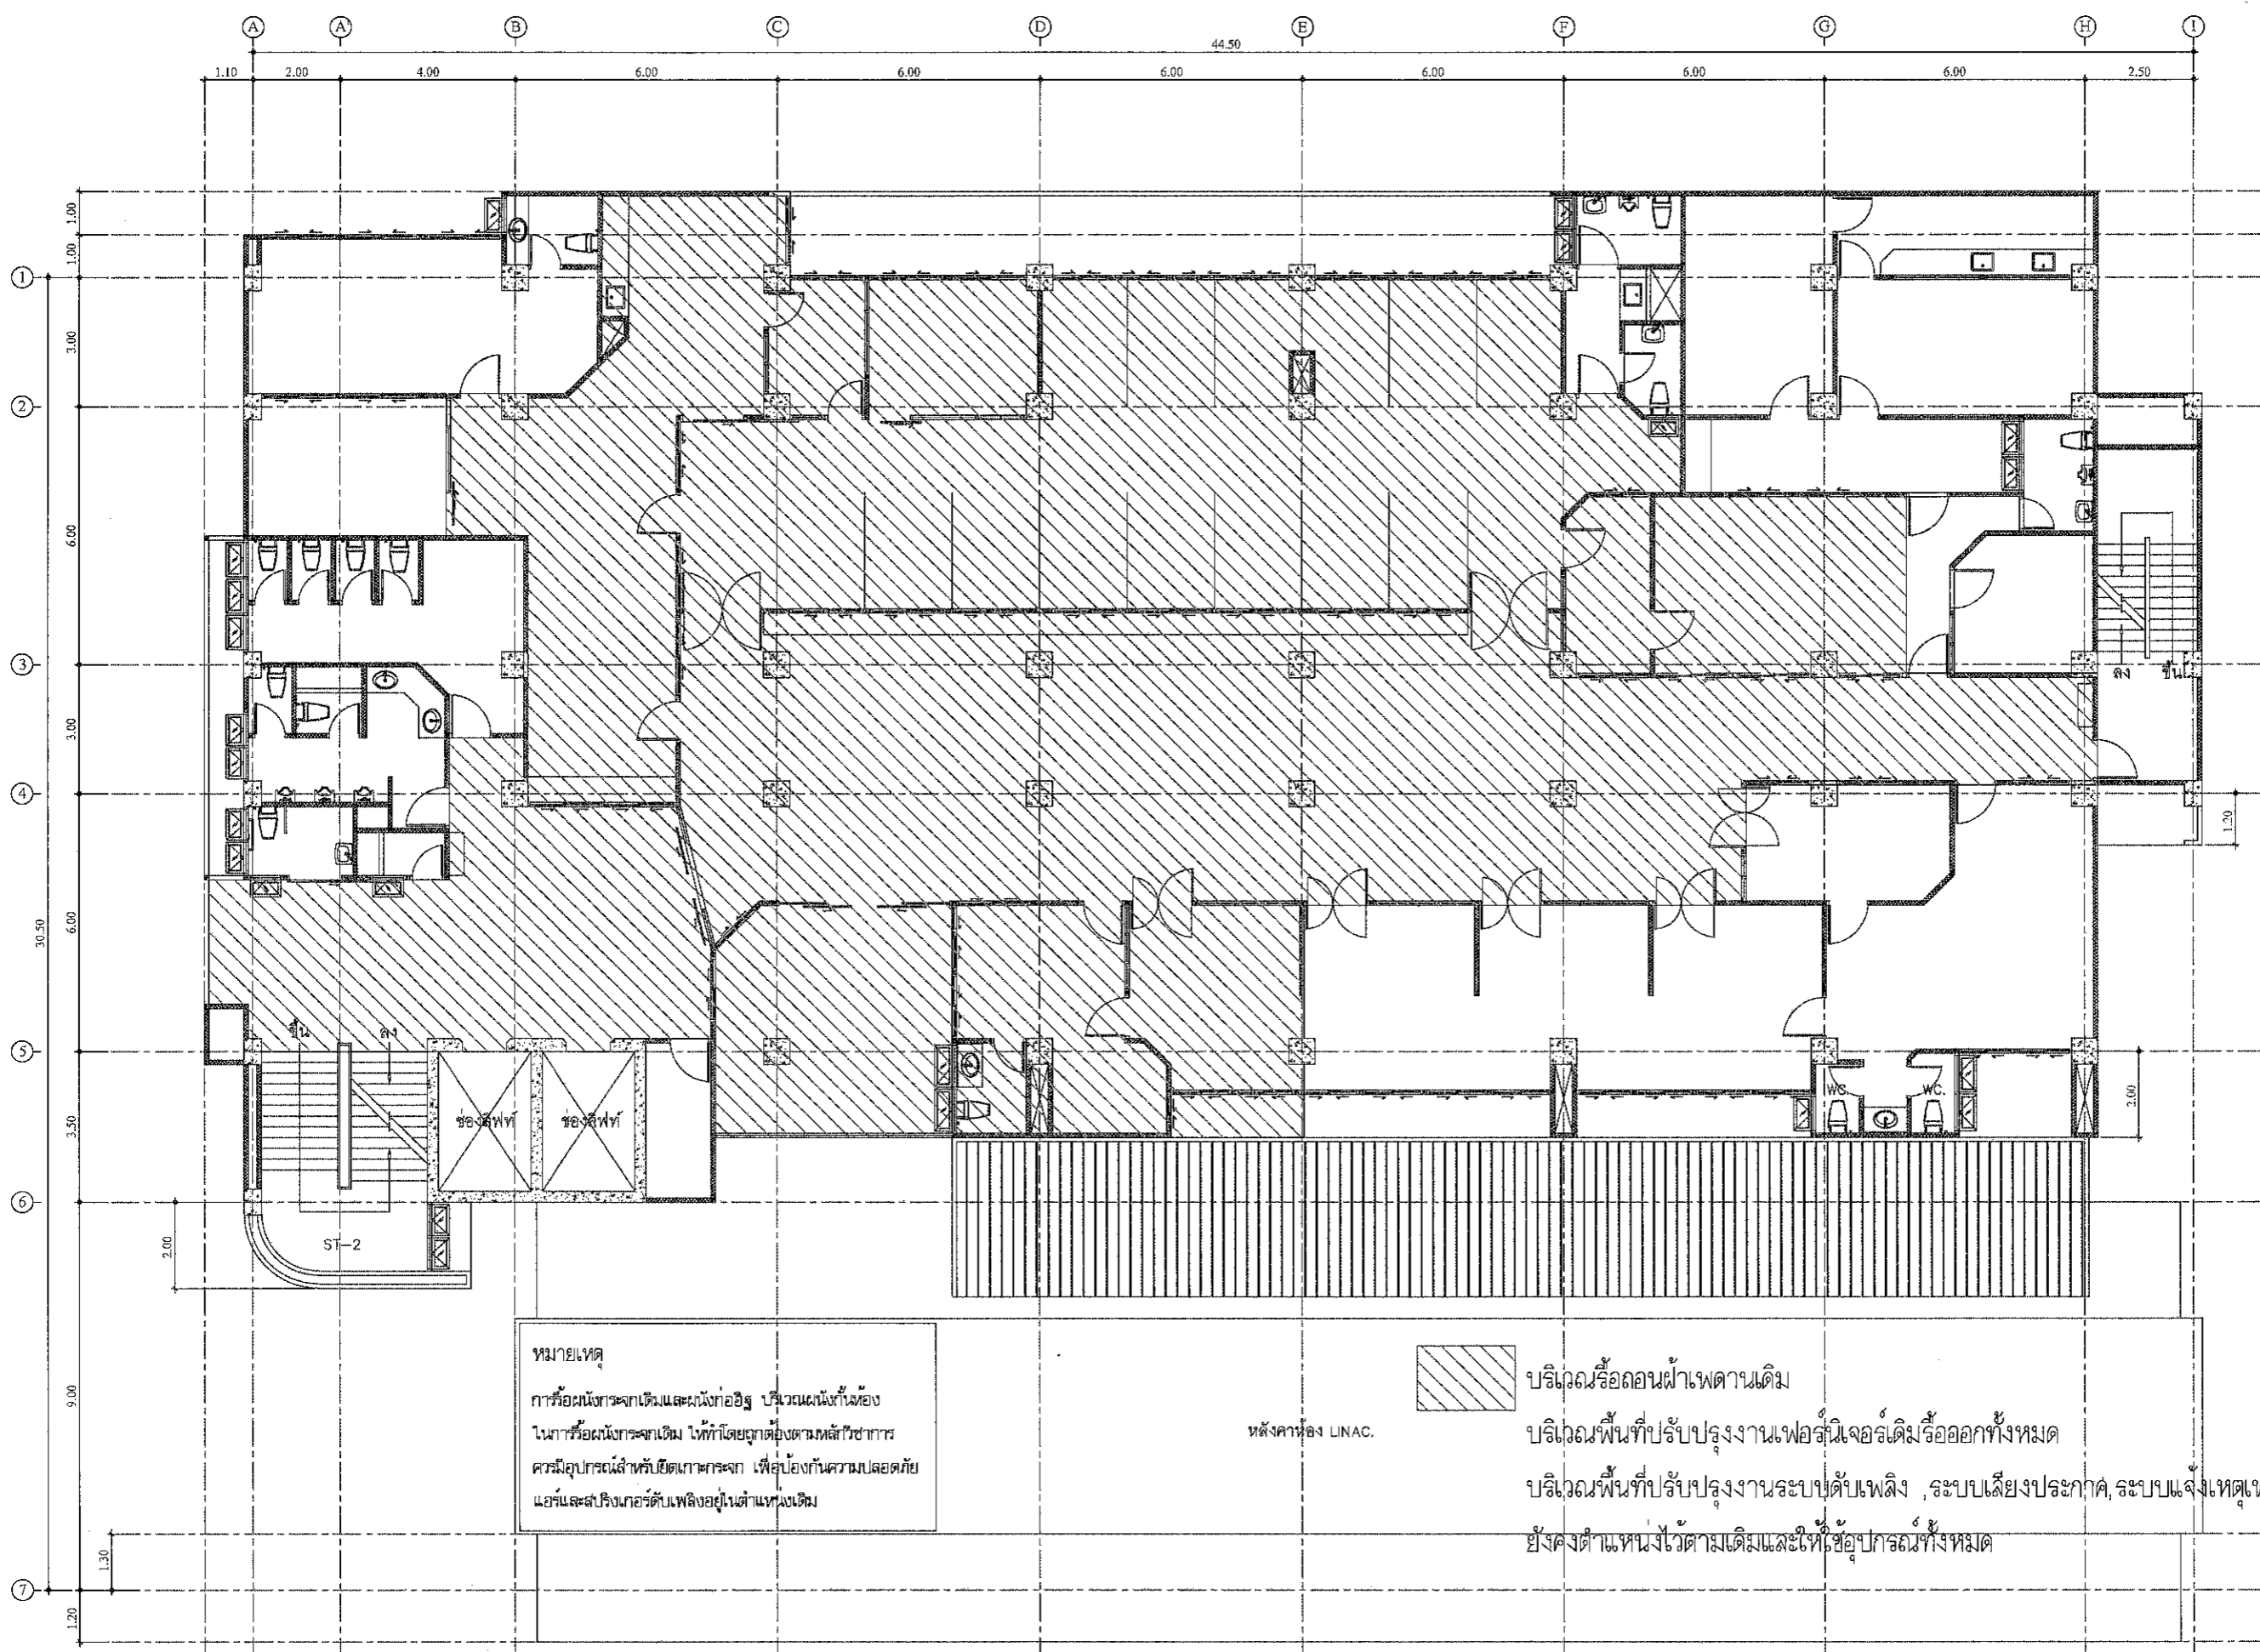 A A B C D E F G H I
44.50
1.10 2.00 4.00 6.00 6.00 6.00 6.00 6.00 6.00 2.50
1.00
1.00
1
3.00
2
6.00
3
ลง ขึ้น
3.00
4
1.20
30.50
6.00
ขึ้น ลง
5
WC. WC.
2.00
3.50
ช่องลิฟท์ ช่องลิฟท์
6
2.00
ST-2
หมายเหตุ
การรื้อผนังกระจกเดิมและผนังก่ออิฐ บริเวณผนังกั้นห้อง
ในการรื้อผนังกระจกเดิม ให้ทำโดยถูกต้องตามหลักวิชาการ
ควรมีอุปกรณ์สำหรับยึดเกาะกระจก เพื่อป้องกันความปลอดภัย
แอร์และสปริงเกอร์ดับเพลิงอยู่ในตำแหน่งเดิม
9.00
หลังคาห้อง LINAC.
บริเวณรื้อถอนฝ้าเพดานเดิม
บริเวณพื้นที่ปรับปรุงงานเฟอร์นิเจอร์เดิมรื้อออกทั้งหมด
บริเวณพื้นที่ปรับปรุงงานระบบดับเพลิง ,ระบบเสียงประกาศ,ระบบแจ้งเหตุเ
ยังคงตำแหน่งไว้ตามเดิมและให้ใช้อุปกรณ์ทั้งหมด
1.30
7
1.20